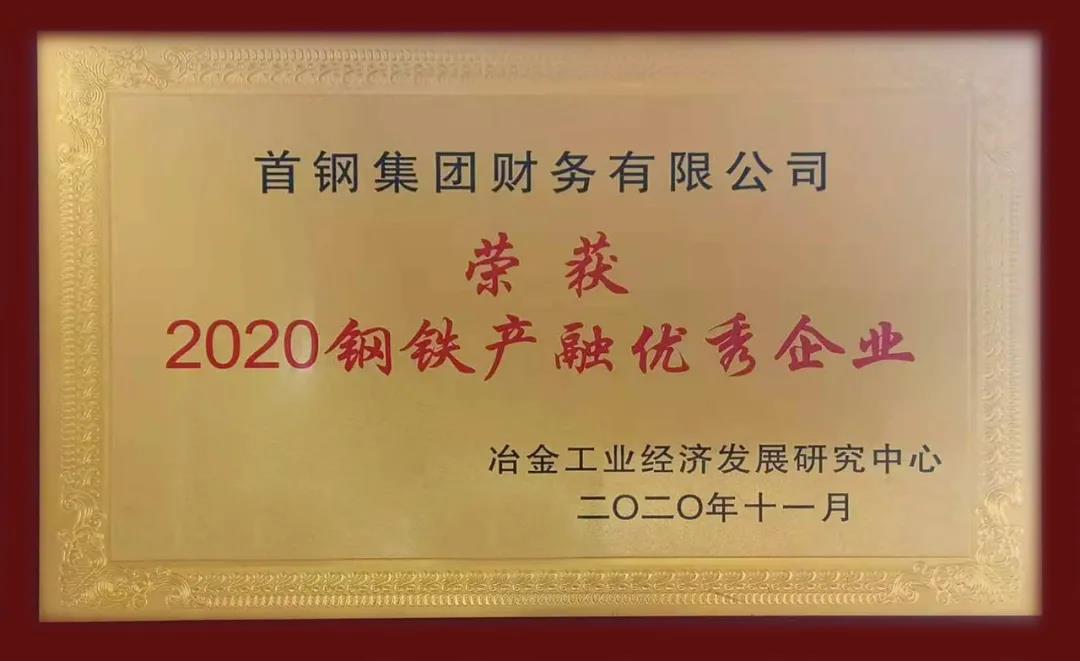 首钢集团财务有限公司
荣获
2020钢铁产融优秀企业
冶金工业经济发展研究中心
二〇二〇年十一月